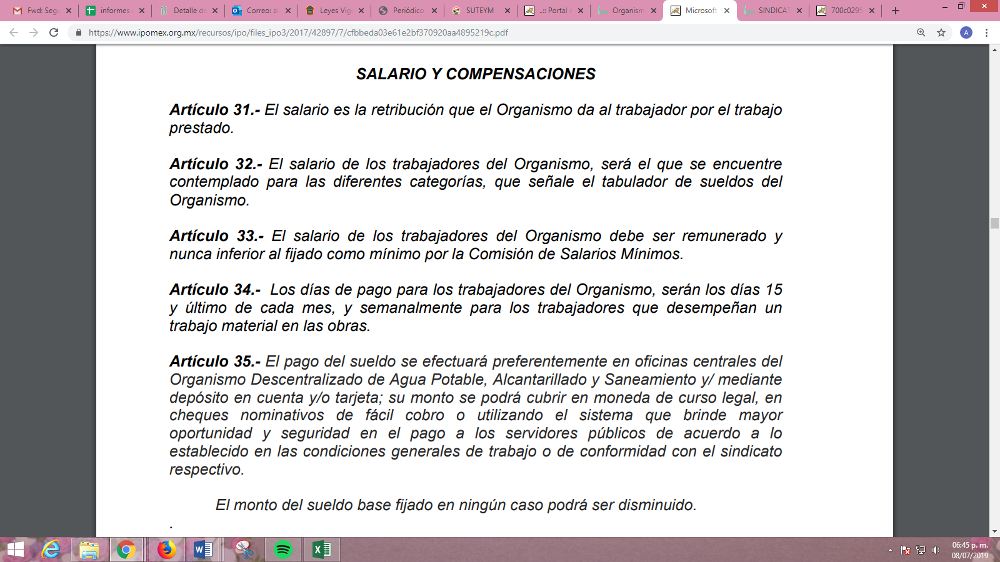 Fwd: Segu
informes
Detalle de
Correo: al
Leyes Vig
Periódico
SUTEYM
..:: Portal
Organism
Microsoft
SINDICAT
700c0295
https://www.ipomex.org.mx/recursos/ipo/files_ipo3/2017/42897/7/cfbbeda03e61e2bf370920aa4895219c.pdf
A
SALARIO Y COMPENSACIONES
Artículo 31.- El salario es la retribución que el Organismo da al trabajador por el trabajo
prestado.
Artículo 32.- El salario de los trabajadores del Organismo, será el que se encuentre
contemplado para las diferentes categorías, que señale el tabulador de sueldos del
Organismo.
Artículo 33.- El salario de los trabajadores del Organismo debe ser remunerado y
nunca inferior al fijado como mínimo por la Comisión de Salarios Mínimos.
Artículo 34.- Los días de pago para los trabajadores del Organismo, serán los días 15
y último de cada mes, y semanalmente para los trabajadores que desempeñan un
trabajo material en las obras.
Artículo 35.- El pago del sueldo se efectuará preferentemente en oficinas centrales del
Organismo Descentralizado de Agua Potable, Alcantarillado y Saneamiento y/ mediante
depósito en cuenta y/o tarjeta; su monto se podrá cubrir en moneda de curso legal, en
cheques nominativos de fácil cobro o utilizando el sistema que brinde mayor
oportunidad y seguridad en el pago a los servidores públicos de acuerdo a lo
establecido en las condiciones generales de trabajo o de conformidad con el sindicato
respectivo.
El monto del sueldo base fijado en ningún caso podrá ser disminuido.
.
06:45 p. m.
08/07/2019